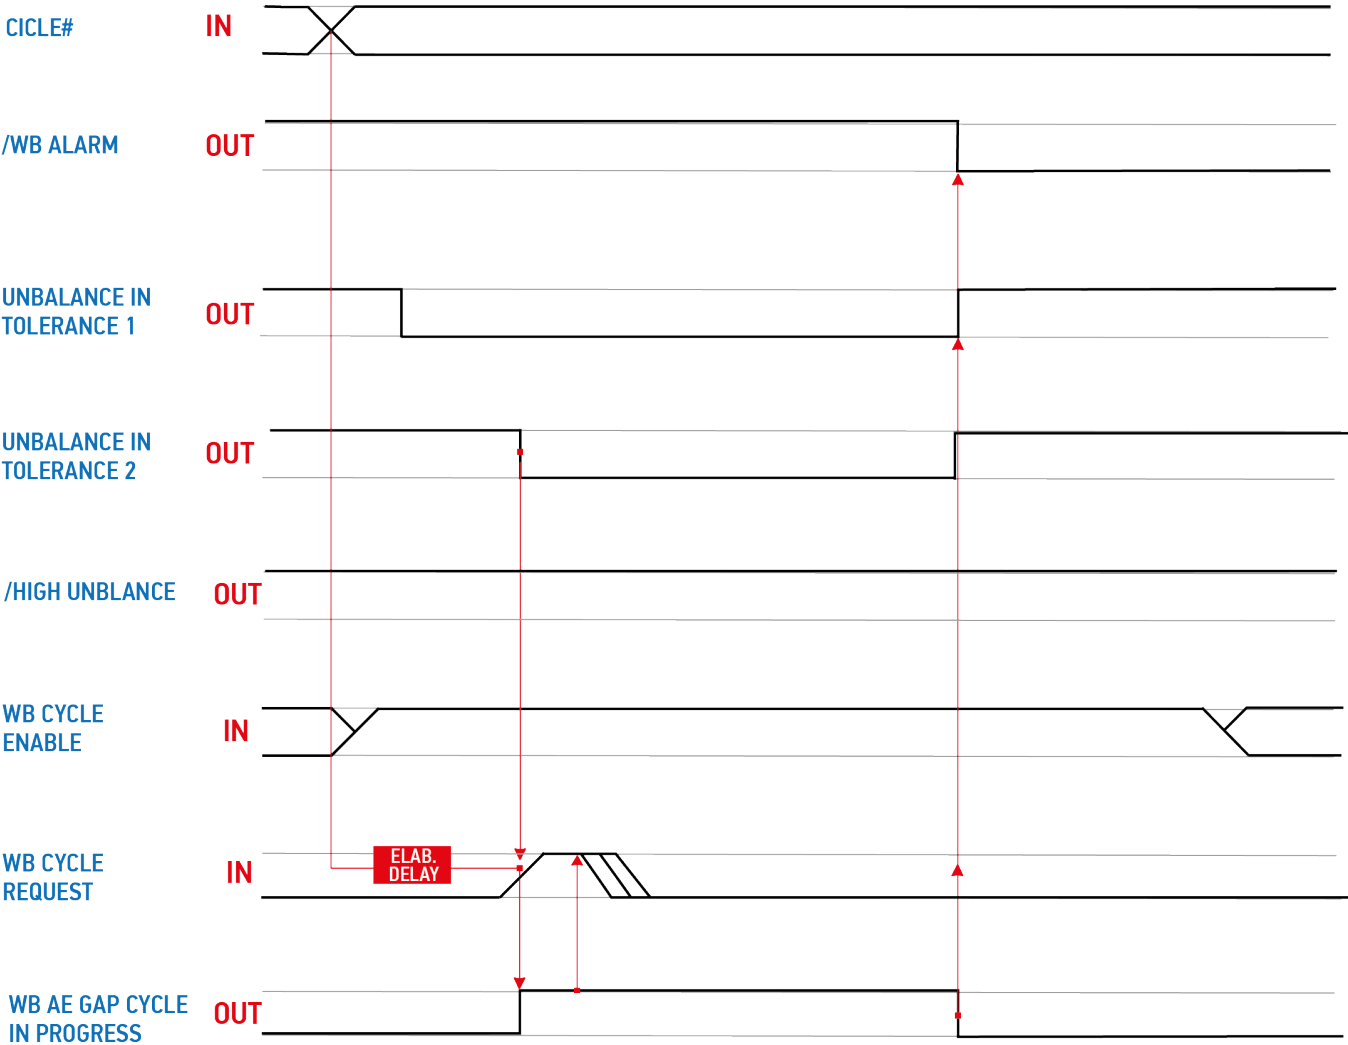 CICLE# IN
/WB ALARM OUT
UNBALANCE IN
TOLERANCE 1
OUT
UNBALANCE IN
TOLERANCE 2
OUT
/HIGH UNBLANCE OUT
WB CYCLE
ENABLE
IN
WB CYCLE
REQUEST
IN
ELAB.
DELAY
WB AE GAP CYCLE
IN PROGRESS
OUT